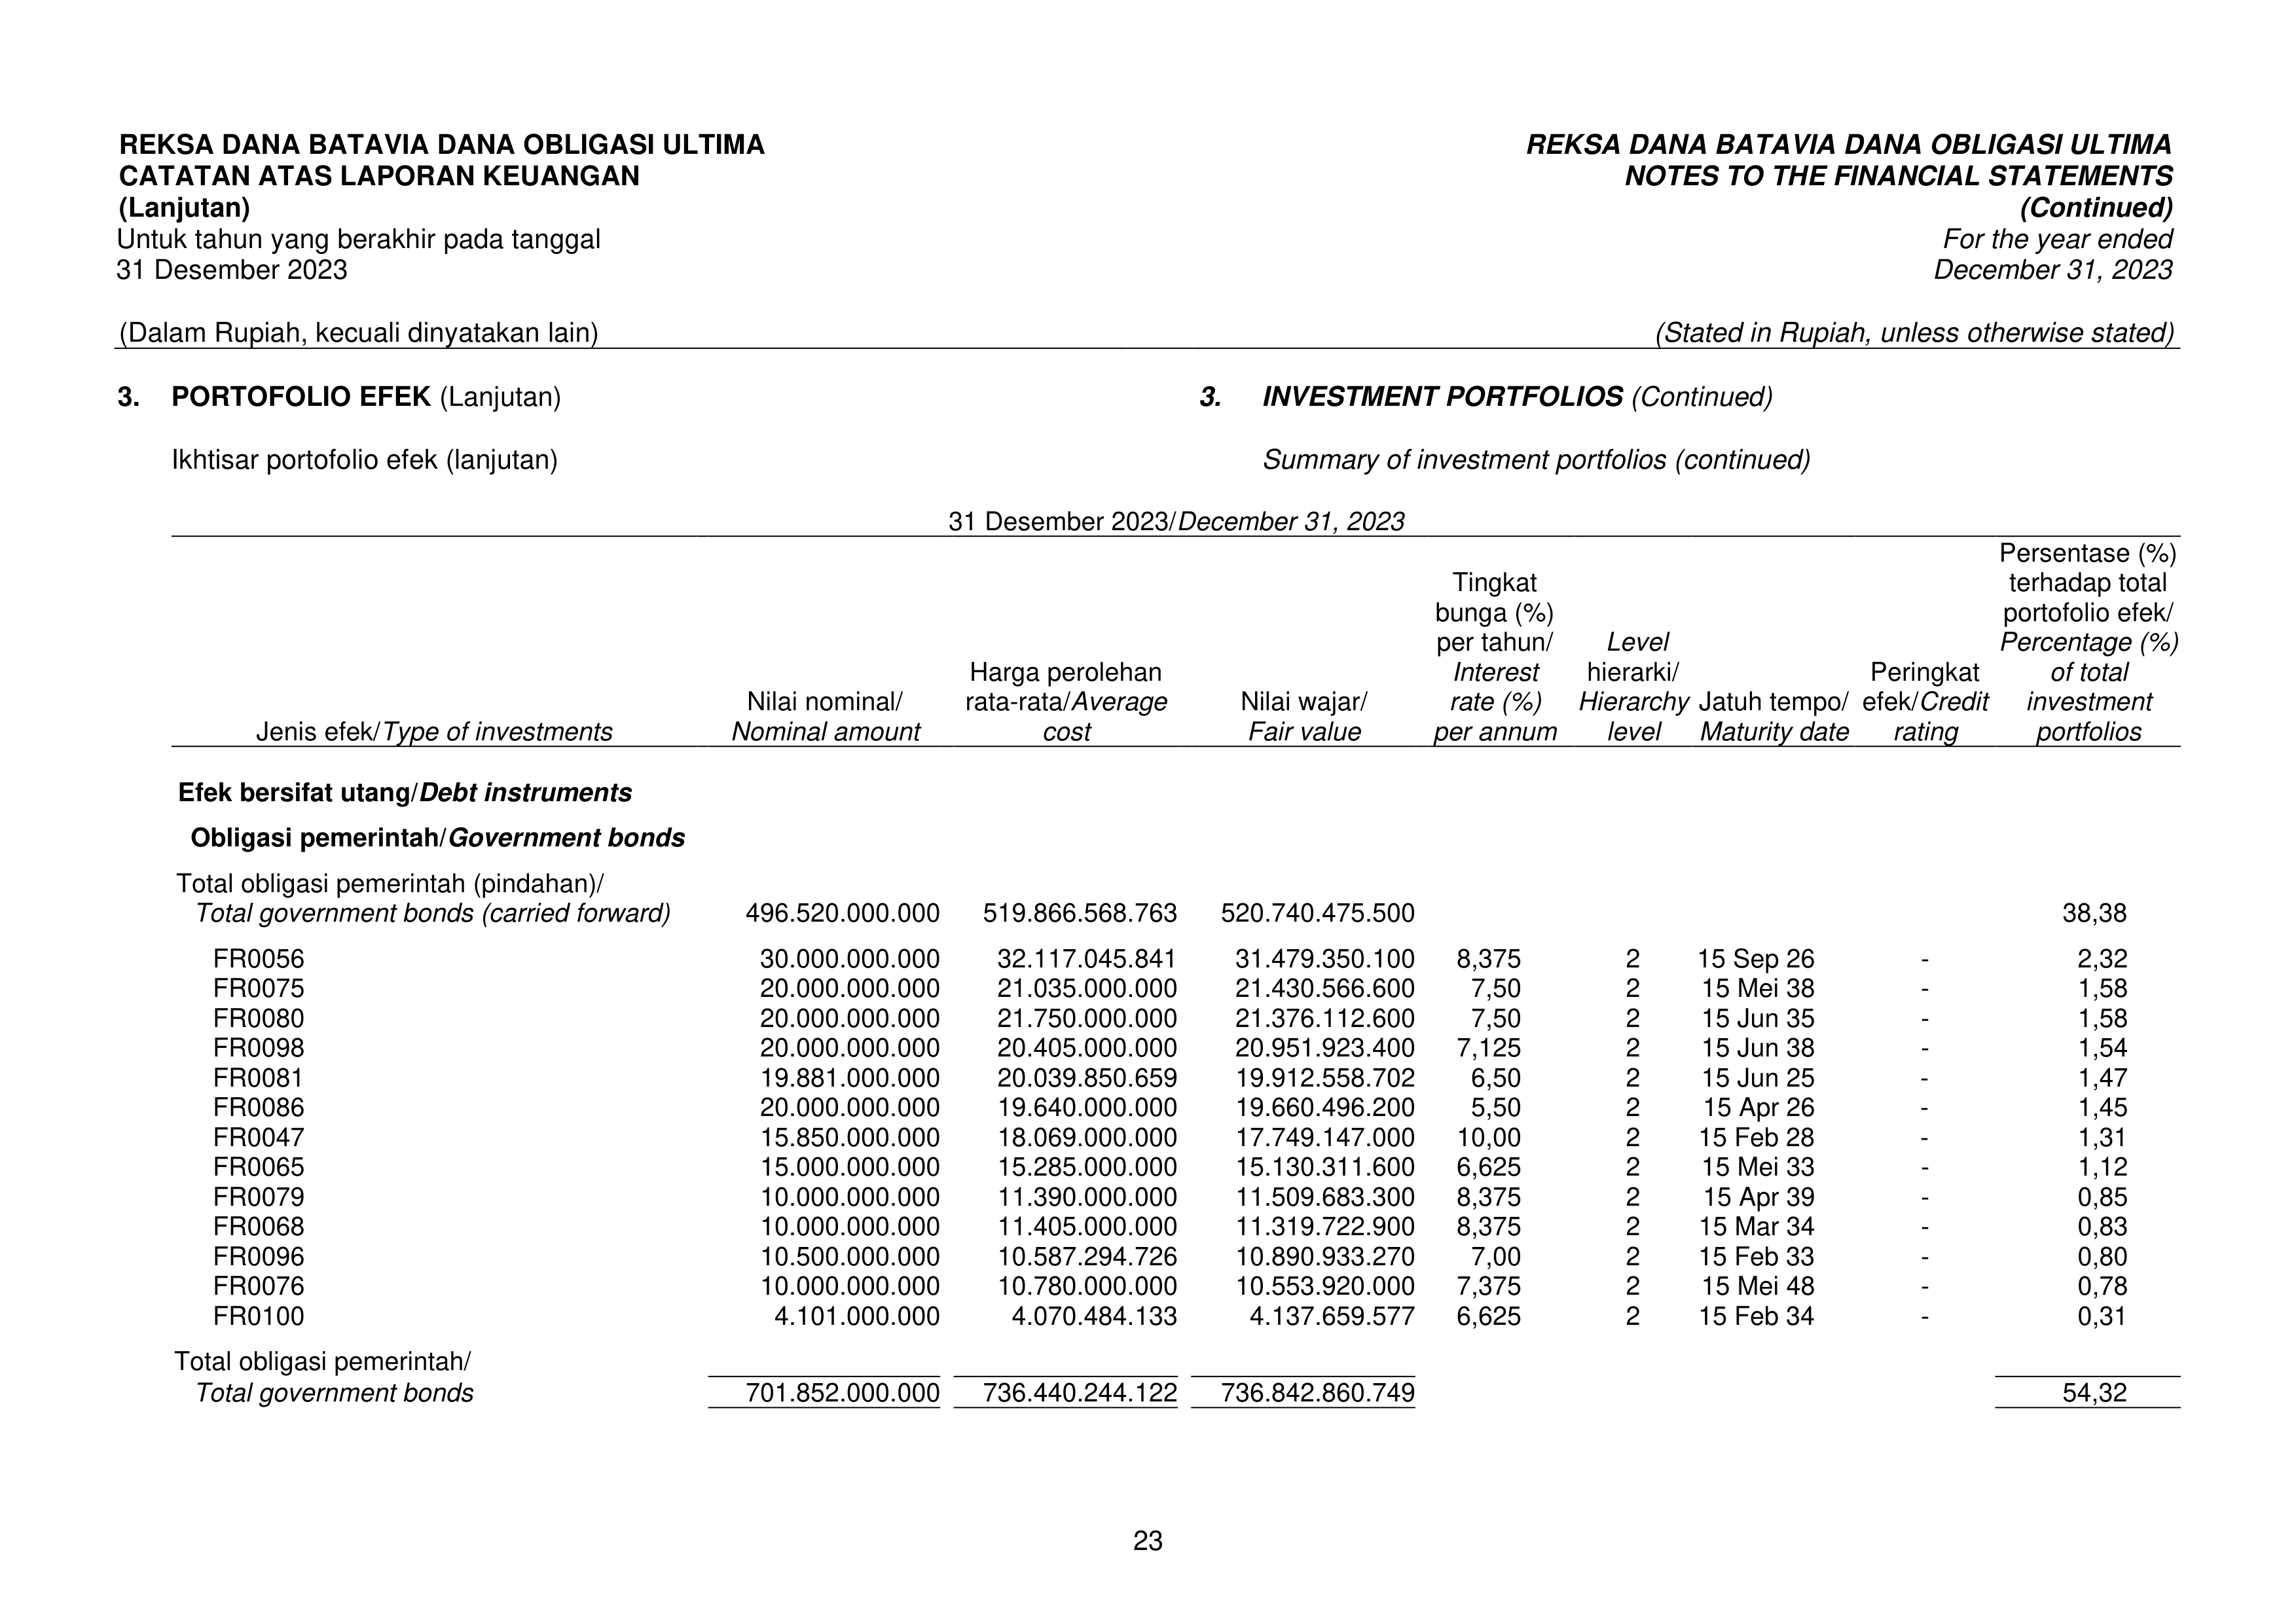 REKSA DANA BATAVIA DANA OBLIGASI ULTIMA
CATATAN ATAS LAPORAN KEUANGAN
(Lanjutan)
Untuk tahun yang berakhir pada tanggal
31 Desember 2023
(Dalam Rupiah, kecuali dinyatakan lain)
REKSA DANA BATAVIA DANA OBLIGASI ULTIMA
NOTES TO THE FINANCIAL STATEMENTS
(Continued)
For the year ended
December 31, 2023
(Stated in Rupiah, unless otherwise stated)
3. PORTOFOLIO EFEK (Lanjutan)
3. INVESTMENT PORTFOLIOS (Continued)
Ikhtisar portofolio efek (lanjutan)
Summary of investment portfolios (continued)
31 Desember 2023/December 31, 2023
Jenis efek/Type of investments
Nilai nominal/
Nominal amount
Harga perolehan
rata-rata/Average
cost
Nilai wajar/
Fair value
Tingkat
bunga (%)
per tahun/
Interest
rate (%)
per annum
Level
hierarki/
Hierarchy
level
Jatuh tempo/
Maturity date
Peringkat
efek/Credit
rating
Persentase (%)
terhadap total
portofolio efek/
Percentage (%)
of total
investment
portfolios
Efek bersifat utang/Debt instruments
Obligasi pemerintah/Government bonds
Total obligasi pemerintah (pindahan)/
Total government bonds (carried forward) 496.520.000.000 519.866.568.763 520.740.475.500 38,38
FR0056 30.000.000.000 32.117.045.841 31.479.350.100 8,375 2 15 Sep 26 - 2,32
FR0075 20.000.000.000 21.035.000.000 21.430.566.600 7,50 2 15 Mei 38 - 1,58
FR0080 20.000.000.000 21.750.000.000 21.376.112.600 7,50 2 15 Jun 35 - 1,58
FR0098 20.000.000.000 20.405.000.000 20.951.923.400 7,125 2 15 Jun 38 - 1,54
FR0081 19.881.000.000 20.039.850.659 19.912.558.702 6,50 2 15 Jun 25 - 1,47
FR0086 20.000.000.000 19.640.000.000 19.660.496.200 5,50 2 15 Apr 26 - 1,45
FR0047 15.850.000.000 18.069.000.000 17.749.147.000 10,00 2 15 Feb 28 - 1,31
FR0065 15.000.000.000 15.285.000.000 15.130.311.600 6,625 2 15 Mei 33 - 1,12
FR0079 10.000.000.000 11.390.000.000 11.509.683.300 8,375 2 15 Apr 39 - 0,85
FR0068 10.000.000.000 11.405.000.000 11.319.722.900 8,375 2 15 Mar 34 - 0,83
FR0096 10.500.000.000 10.587.294.726 10.890.933.270 7,00 2 15 Feb 33 - 0,80
FR0076 10.000.000.000 10.780.000.000 10.553.920.000 7,375 2 15 Mei 48 - 0,78
FR0100 4.101.000.000 4.070.484.133 4.137.659.577 6,625 2 15 Feb 34 - 0,31
Total obligasi pemerintah/
Total government bonds 701.852.000.000 736.440.244.122 736.842.860.749 54,32
23